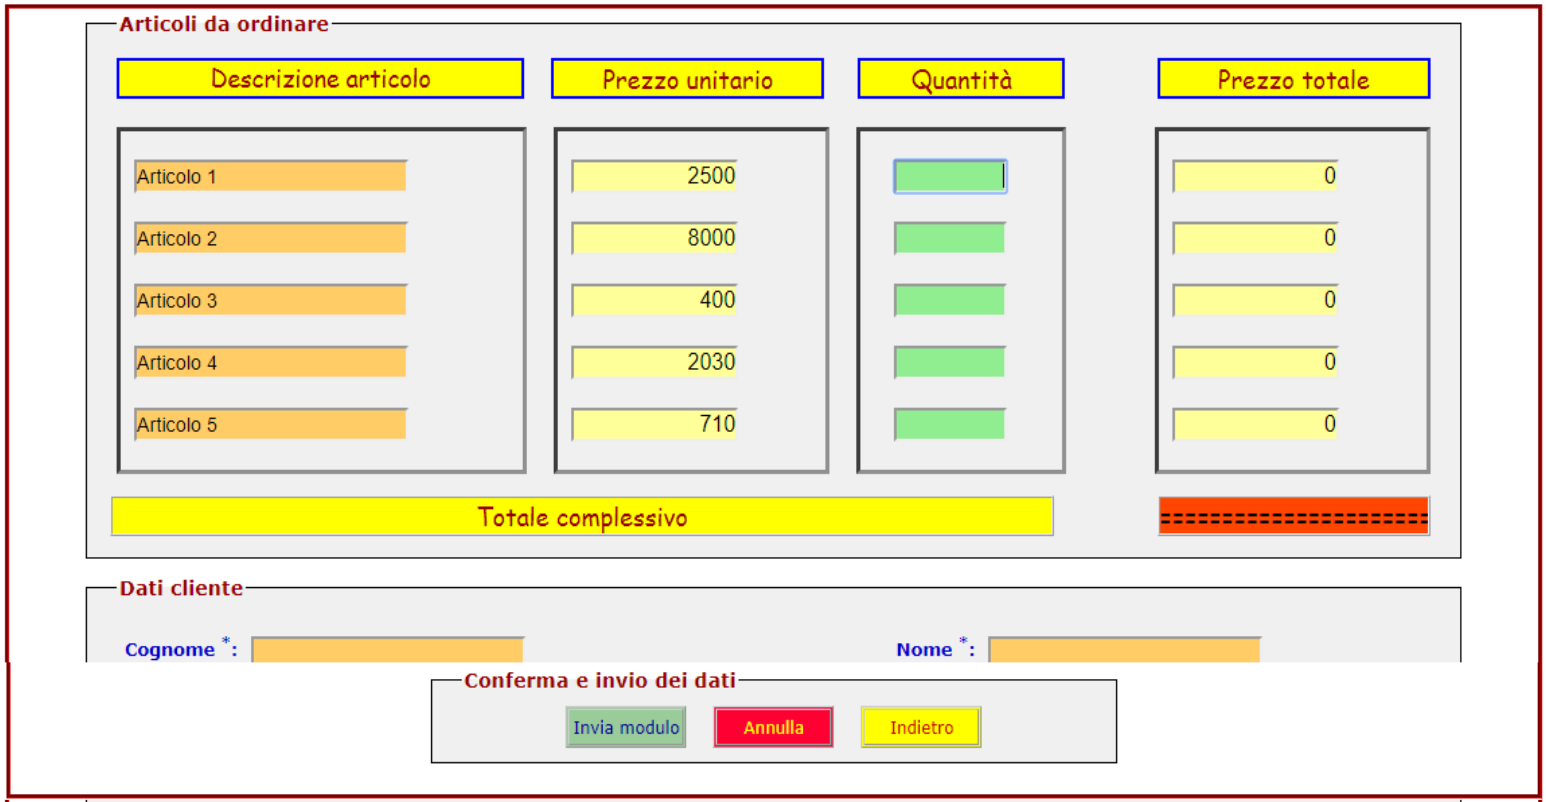 Articoli da ordinare
Descrizione articolo Prezzo unitario Quantità Prezzo totale
Articolo 1 2500 0
Articolo 2 8000 0
Articolo 3 400 0
Articolo 4 2030 0
Articolo 5 710 0
Totale complessivo ======================
Dati cliente
Cognome *: Nome *:
Conferma e invio dei dati
Invia modulo Annulla Indietro